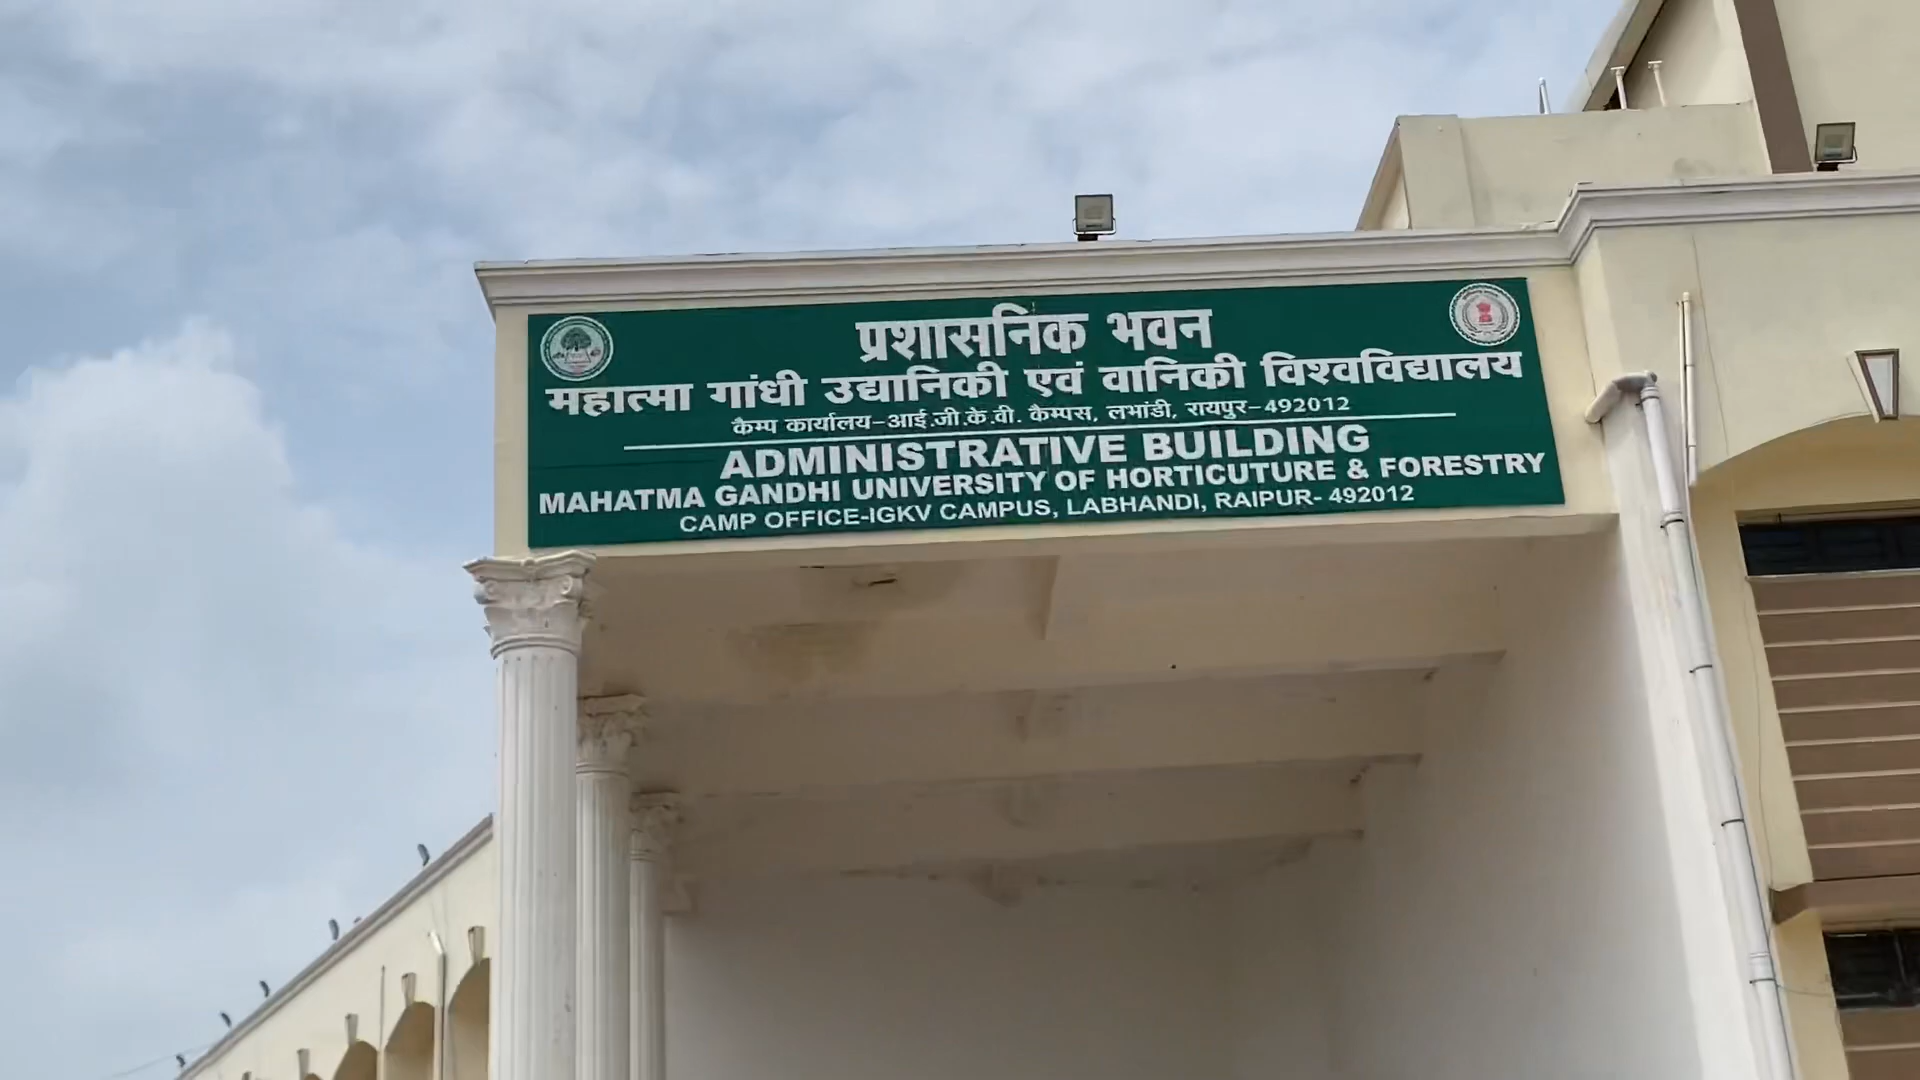 प्रशासनिक भवन
महात्मा गांधी उद्यानिकी एवं वानिकी विश्वविद्यालय
कैम्प कार्यालय-आई.जी.के.वी. कैम्पस, लभांडी, रायपुर-492012
ADMINISTRATIVE BUILDING
MAHATMA GANDHI UNIVERSITY OF HORTICUTURE & FORESTRY
CAMP OFFICE-IGKV CAMPUS, LABHANDI, RAIPUR- 492012